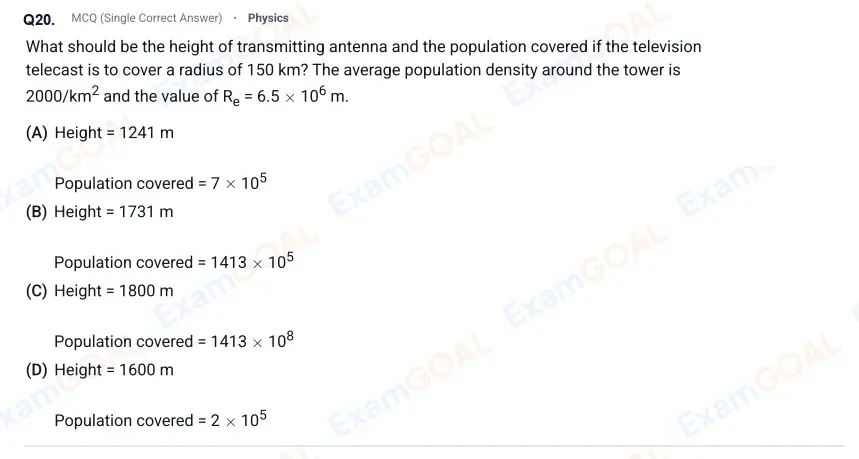 Q20. MCQ (Single Correct Answer) · Physics
What should be the height of transmitting antenna and the population covered if the television
telecast is to cover a radius of 150 km? The average population density around the tower is
2000/km² and the value of Rₑ = 6.5 × 10⁶ m.
(A) Height = 1241 m
Population covered = 7 × 10⁵
(B) Height = 1731 m
Population covered = 1413 × 10⁵
(C) Height = 1800 m
Population covered = 1413 × 10⁸
(D) Height = 1600 m
Population covered = 2 × 10⁵
ExamGOAL